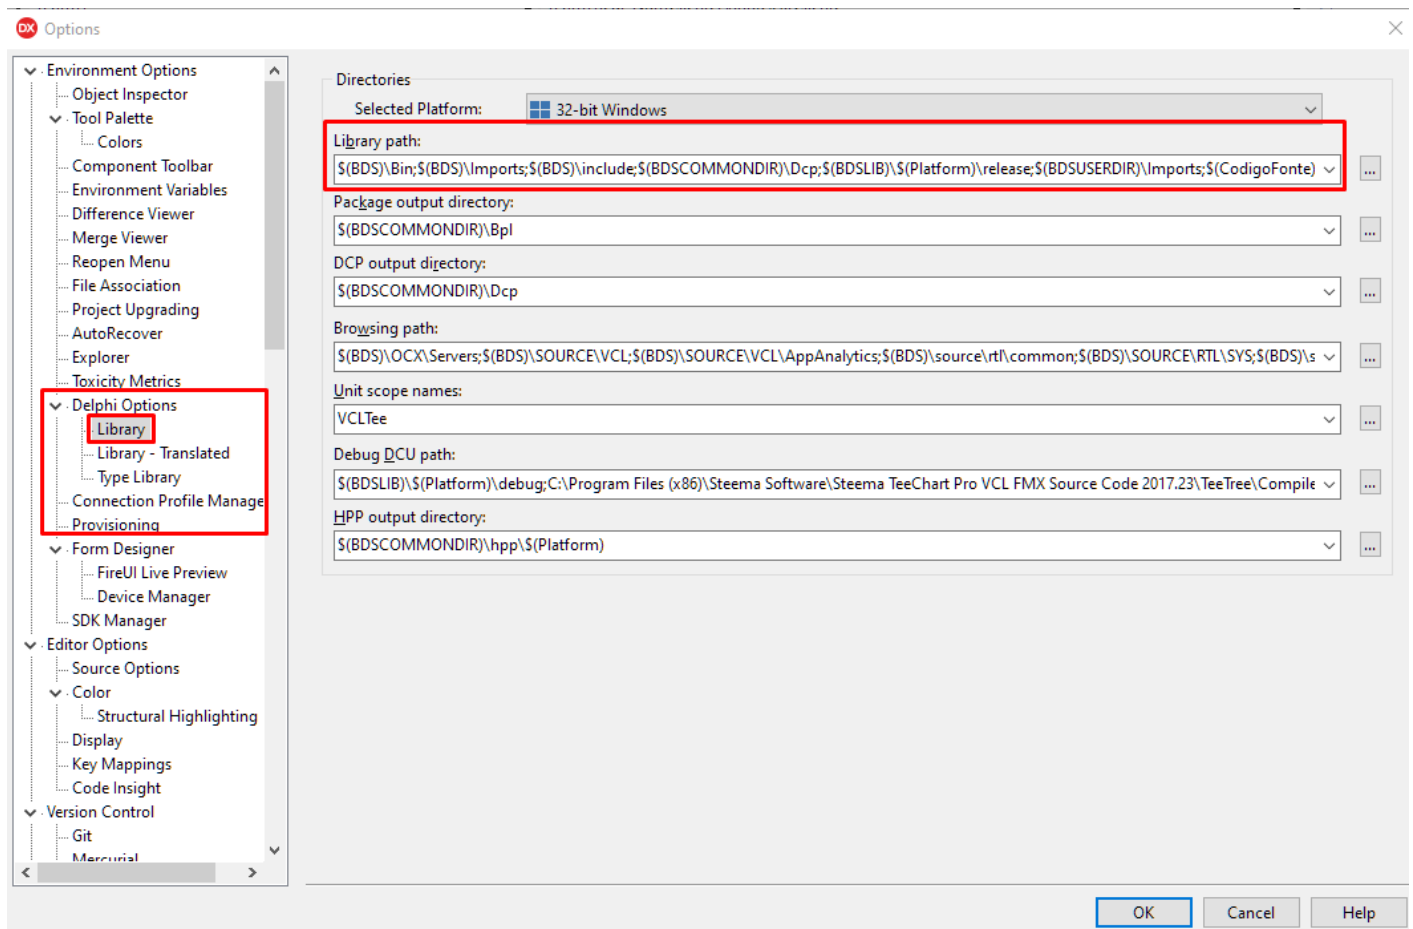 DX Options
Environment Options
Object Inspector
Tool Palette
Colors
Component Toolbar
Environment Variables
Difference Viewer
Merge Viewer
Reopen Menu
File Association
Project Upgrading
AutoRecover
Explorer
Toxicity Metrics
Delphi Options
Library
Library - Translated
Type Library
Connection Profile Manage
Provisioning
Form Designer
FireUI Live Preview
Device Manager
SDK Manager
Editor Options
Source Options
Color
Structural Highlighting
Display
Key Mappings
Code Insight
Version Control
Git
Mercurial
Directories
Selected Platform: 32-bit Windows
Library path:
$(BDS)\Bin;$(BDS)\Imports;$(BDS)\include;$(BDSCOMMONDIR)\Dcp;$(BDSLIB)\$(Platform)\release;$(BDSUSERDIR)\Imports;$(CodigoFonte) ...
Package output directory:
$(BDSCOMMONDIR)\Bpl ...
DCP output directory:
$(BDSCOMMONDIR)\Dcp ...
Browsing path:
$(BDS)\OCX\Servers;$(BDS)\SOURCE\VCL;$(BDS)\SOURCE\VCL\AppAnalytics;$(BDS)\source\rtl\common;$(BDS)\SOURCE\RTL\SYS;$(BDS)\s ...
Unit scope names:
VCLTee ...
Debug DCU path:
$(BDSLIB)\$(Platform)\debug;C:\Program Files (x86)\Steema Software\Steema TeeChart Pro VCL FMX Source Code 2017.23\TeeTree\Compile ...
HPP output directory:
$(BDSCOMMONDIR)\hpp\$(Platform) ...
OK Cancel Help